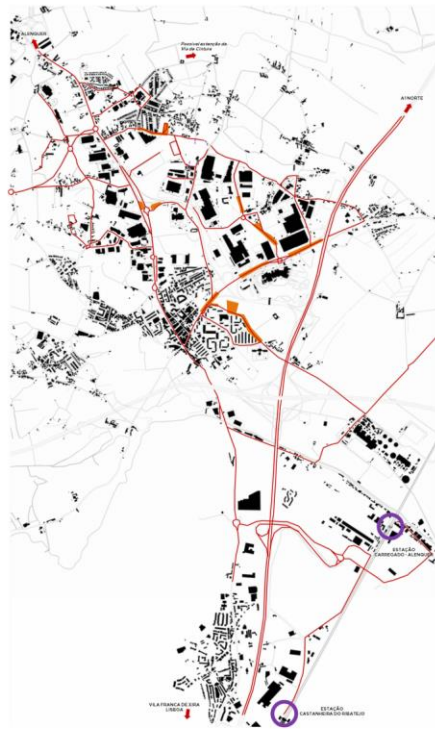 ALENQUER
Possível extenção da
Via de Cintura
A1 NORTE
ESTAÇÃO
CARREGADO - ALENQUER
VILA FRANCA DE XIRA
LISBOA
ESTAÇÃO
CASTANHEIRA DO RIBATEJO